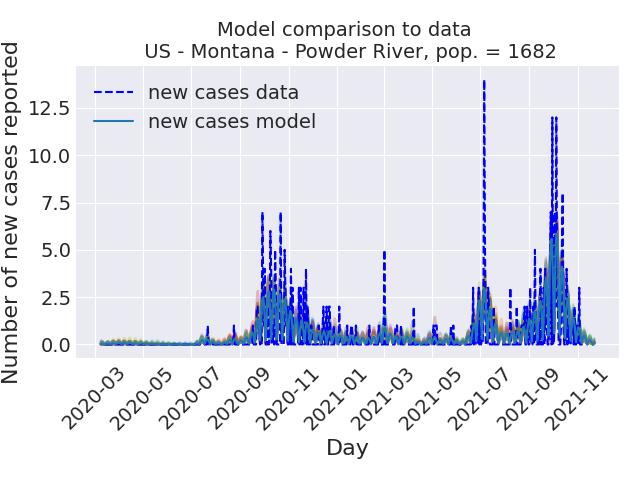 Model comparison to data
US - Montana - Powder River, pop. = 1682
Number of new cases reported
12.5
10.0
7.5
5.0
2.5
0.0
new cases data
new cases model
2020-03
2020-05
2020-07
2020-09
2020-11
2021-01
2021-03
2021-05
2021-07
2021-09
2021-11
Day